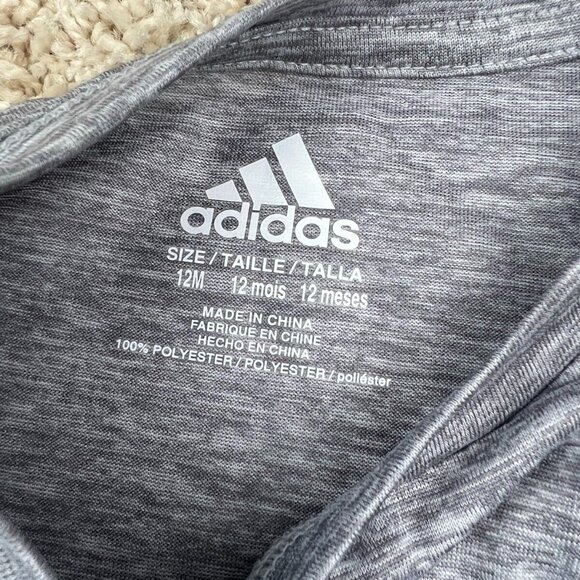 adidas
SIZE / TAILLE / TALLA
12M 12 mois 12 meses
MADE IN CHINA
FABRIQUE EN CHINE
HECHO EN CHINA
100% POLYESTER / POLYESTER / poliéster